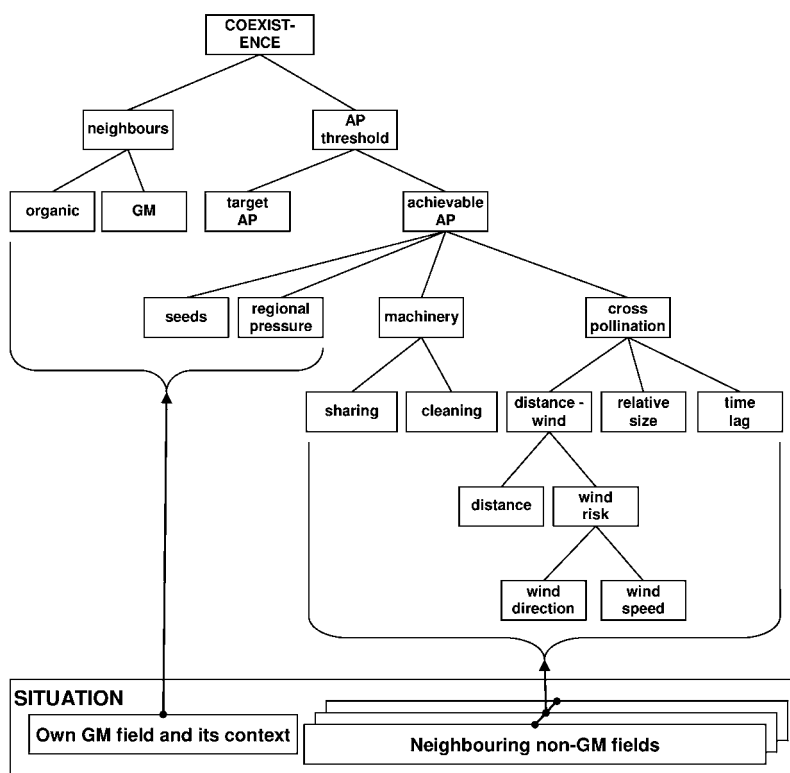 COEXIST-
ENCE
neighbours
AP
threshold
organic
GM
target
AP
achievable
AP
seeds
regional
pressure
machinery
cross
pollination
sharing
cleaning
distance -
wind
relative
size
time
lag
distance
wind
risk
wind
direction
wind
speed
SITUATION
Own GM field and its context
Neighbouring non-GM fields